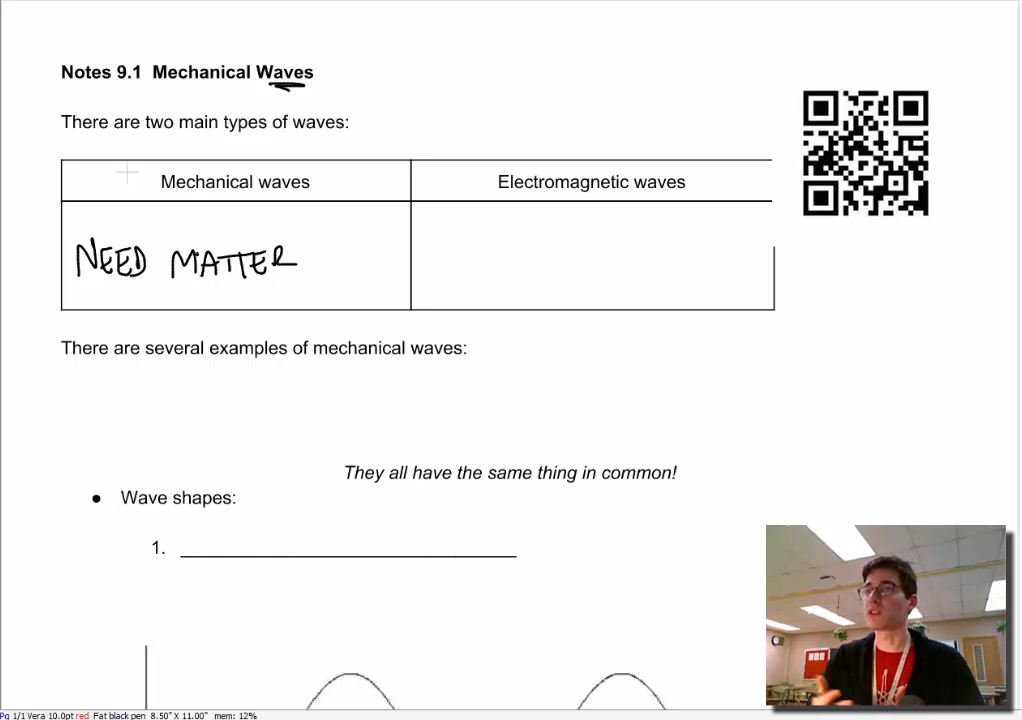 Notes 9.1 Mechanical Waves
There are two main types of waves:
Mechanical waves
Electromagnetic waves
NEED MATTER
There are several examples of mechanical waves:
They all have the same thing in common!
● Wave shapes:
1. ________________________________
Pg 1/1 Vera 10.0pt red Fat black pen 8.50" X 11.00" mem: 12%